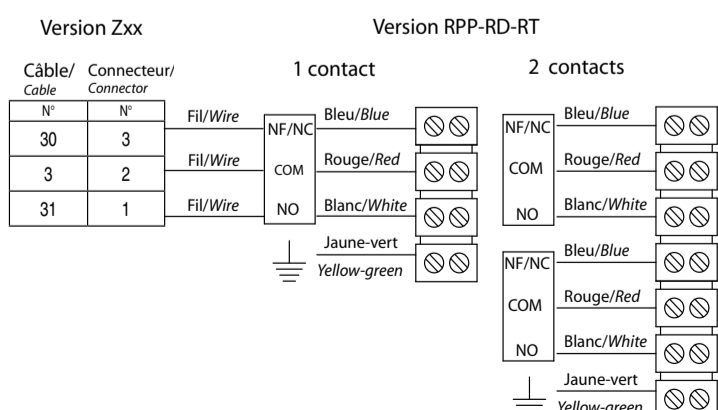 Version Zxx
Version RPP-RD-RT
Câble/
Cable
Connecteur/
Connector
1 contact
2 contacts
N° N°
30 3
3 2
31 1
Fil/Wire
Fil/Wire
Fil/Wire
NF/NC
COM
NO
Bleu/Blue
Rouge/Red
Blanc/White
Jaune-vert
Yellow-green
NF/NC
COM
NO
Bleu/Blue
Rouge/Red
Blanc/White
NF/NC
COM
NO
Bleu/Blue
Rouge/Red
Blanc/White
Jaune-vert
Yellow-green